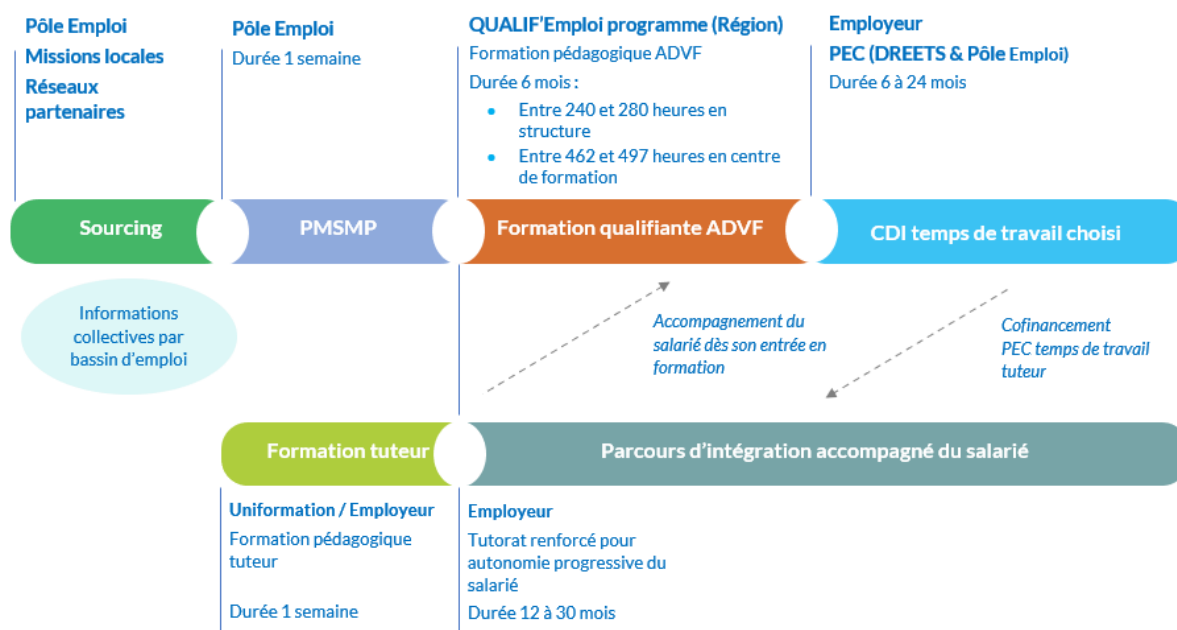 Pôle Emploi
Missions locales
Réseaux
partenaires
Pôle Emploi
Durée 1 semaine
QUALIF'Emploi programme (Région)
Formation pédagogique ADVF
Durée 6 mois :
• Entre 240 et 280 heures en
structure
• Entre 462 et 497 heures en centre
de formation
Employeur
PEC (DREETS & Pôle Emploi)
Durée 6 à 24 mois
Sourcing
PMSMP
Formation qualifiante ADVF
CDI temps de travail choisi
Informations
collectives par
bassin d'emploi
Accompagnement du
salarié dès son entrée en
formation
Cofinancement
PEC temps de travail
tuteur
Formation tuteur
Parcours d'intégration accompagné du salarié
Uniformation / Employeur
Formation pédagogique
tuteur
Durée 1 semaine
Employeur
Tutorat renforcé pour
autonomie progressive du
salarié
Durée 12 à 30 mois